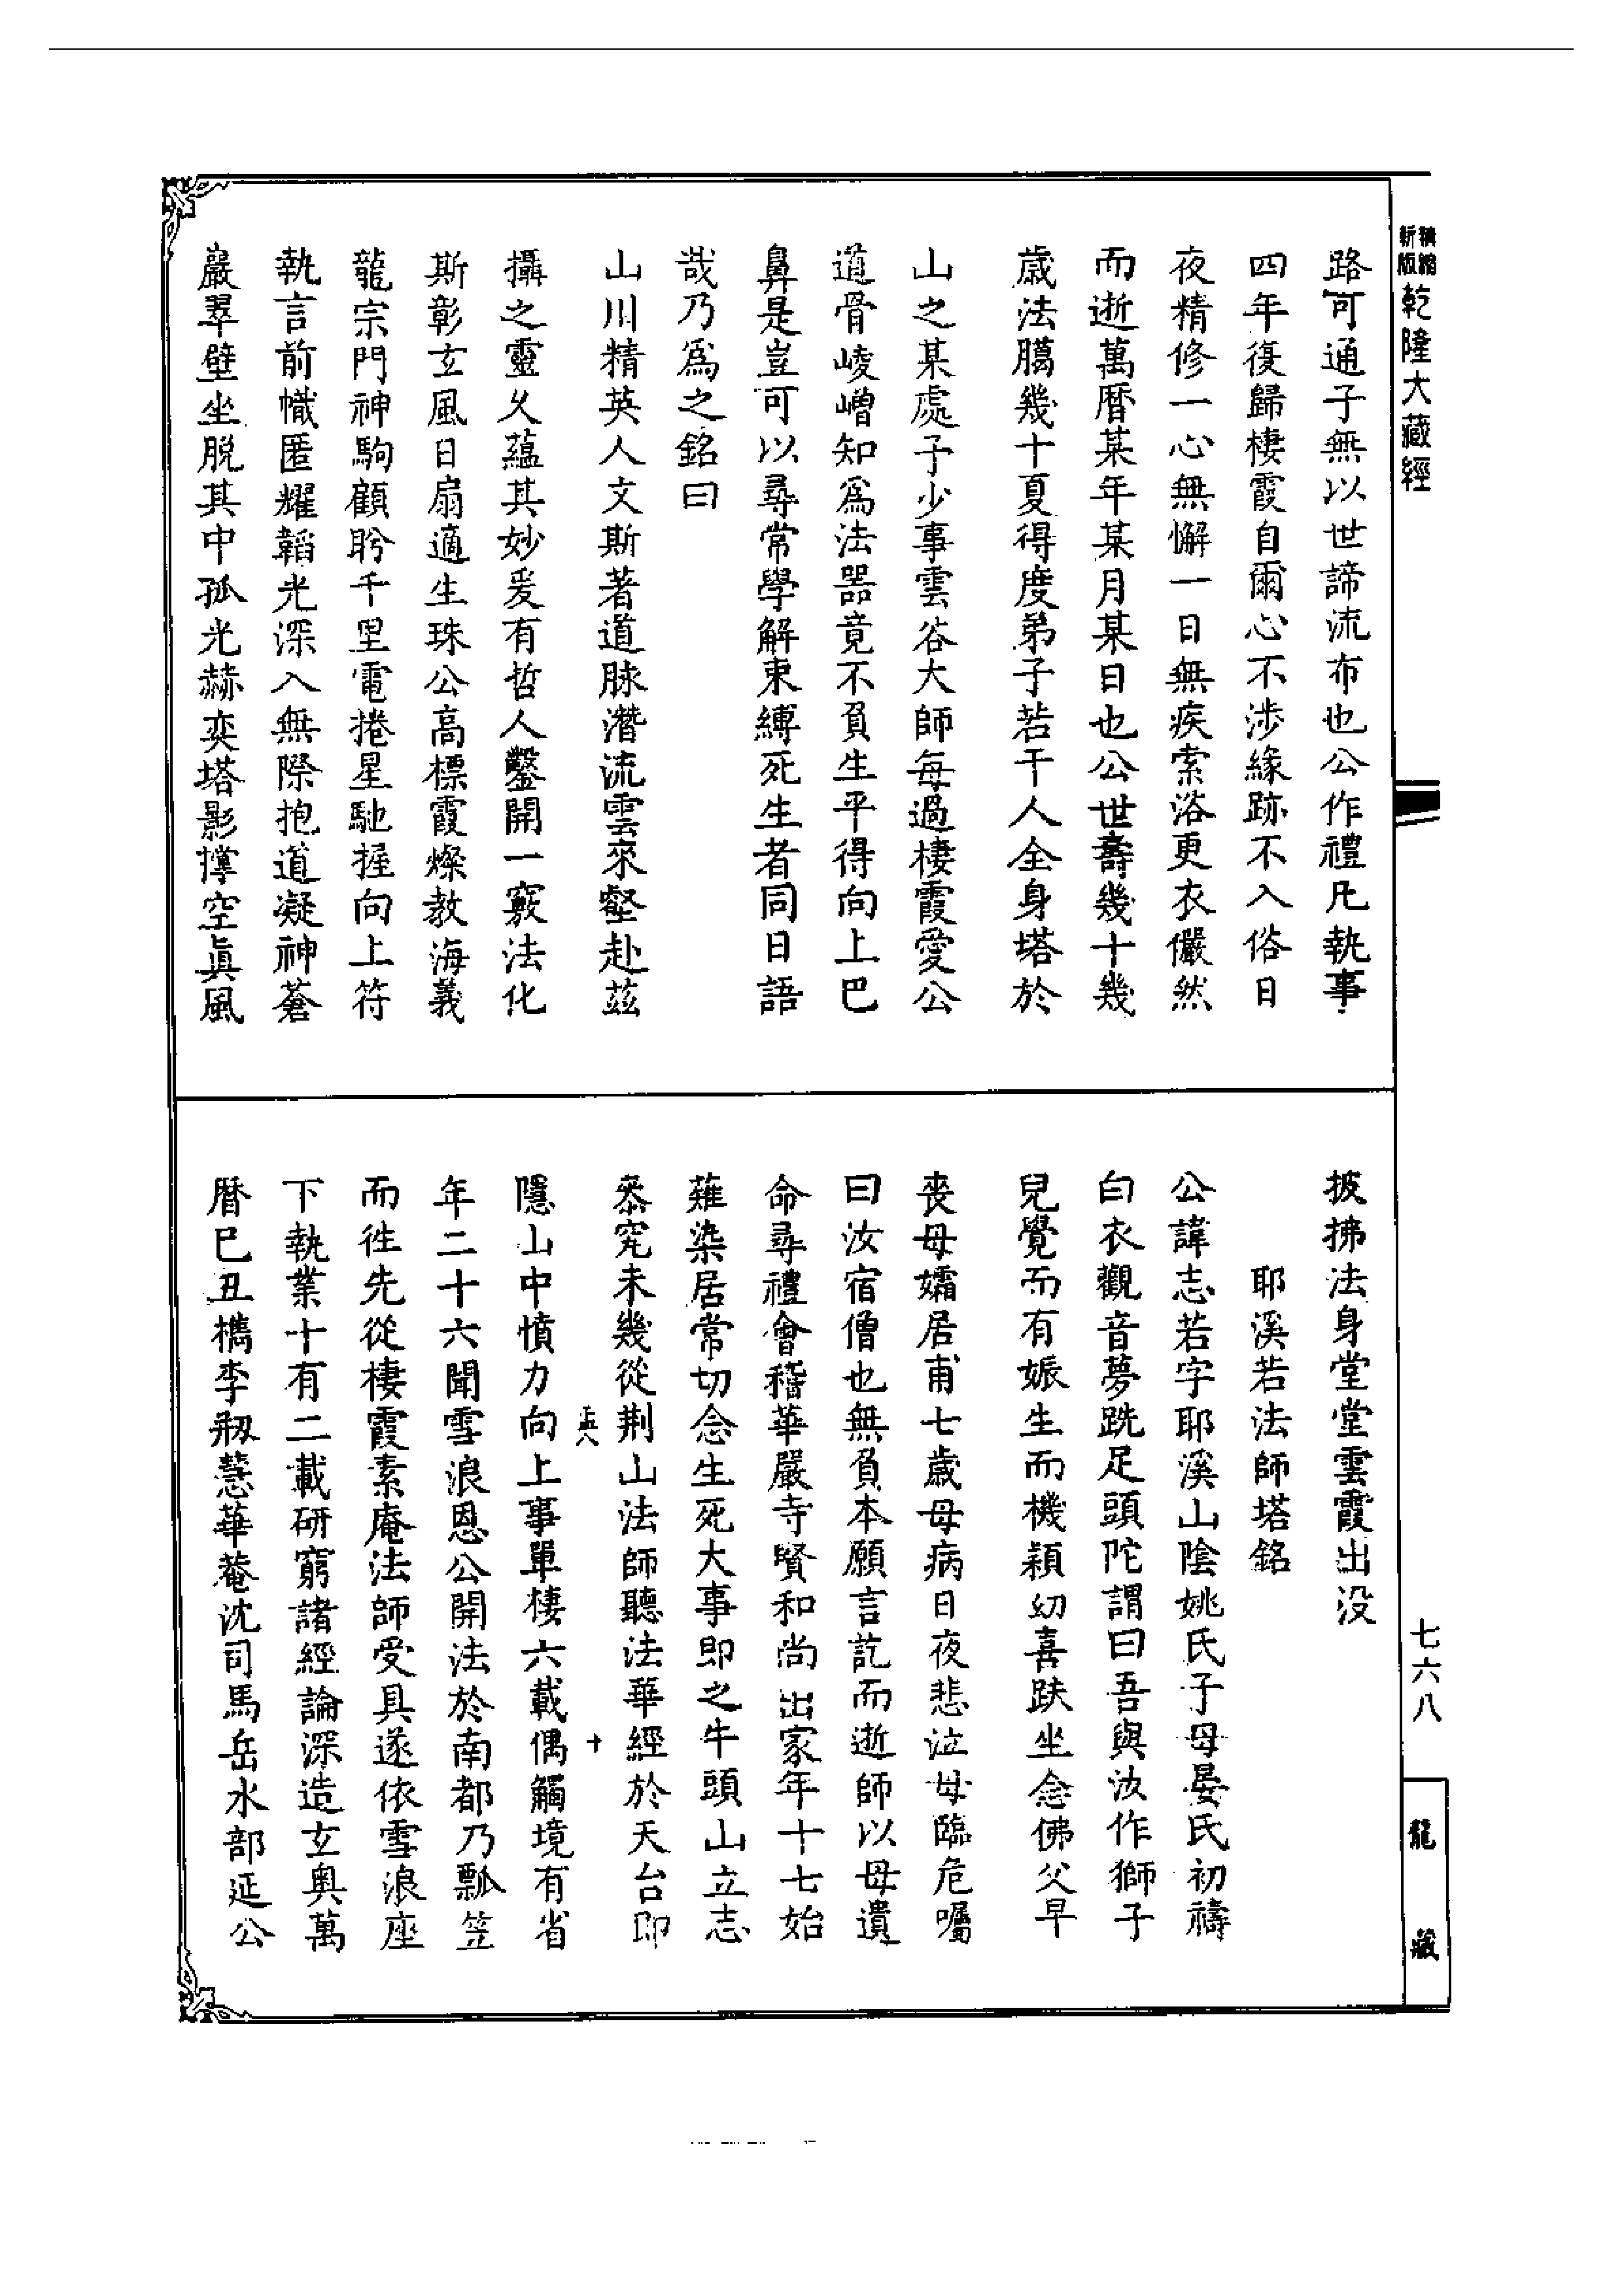 精縮新版乾隆大藏經
路可通子無以世諦流布也公作禮凡執事
四年復歸棲霞自爾心不涉緣跡不入俗日
夜精修一心無懈一日無疾索浴更衣儼然
而逝萬曆某年某月某日也公世壽幾十幾
歲法臈幾十夏得度弟子若干人全身塔於
山之某處子少事雲谷大師每過棲霞愛公
道骨崚嶒知爲法器竟不負生平得向上巴
鼻是豈可以尋常學解束縛死生者同日語
哉乃爲之銘曰
山川精英人文斯著道脉潛流雲來壑赴茲
攝之靈久蘊其妙爰有哲人鑿開一竅法化
斯彰玄風日扇適生珠公高標霞燦教海義
龍宗門神駒顧盻千里電捲星馳握向上符
執言前幟匿耀韜光深入無際抱道凝神蒼
巖翠壁坐脫其中孤光赫奕塔影撑空眞風
披拂法身堂堂雲霞出没
耶溪若法師塔銘
公諱志若字耶溪山陰姚氏子母晏氏初禱
白衣觀音夢跣足頭陀謂曰吾與汝作獅子
兒覺而有娠生而機穎幼喜趺坐念佛父早
喪母孀居甫七歲母病日夜悲泣母臨危囑
曰汝宿僧也無負本願言訖而逝師以母遺
命尋禮會稽華嚴寺賢和尚出家年十七始
薙染居常切念生死大事即之牛頭山立志
叅究未幾從荆山法師聽法華經於天台即
十
隱山中憤力向上事單棲六載偶觸境有省
年二十六聞雪浪恩公開法於南都乃瓢笠
而徃先從棲霞素庵法師受具遂依雪浪座
下執業十有二載研窮諸經論深造玄奧萬
曆巳丑檇李剏慧華菴沈司馬岳水部延公
七六八
龍藏